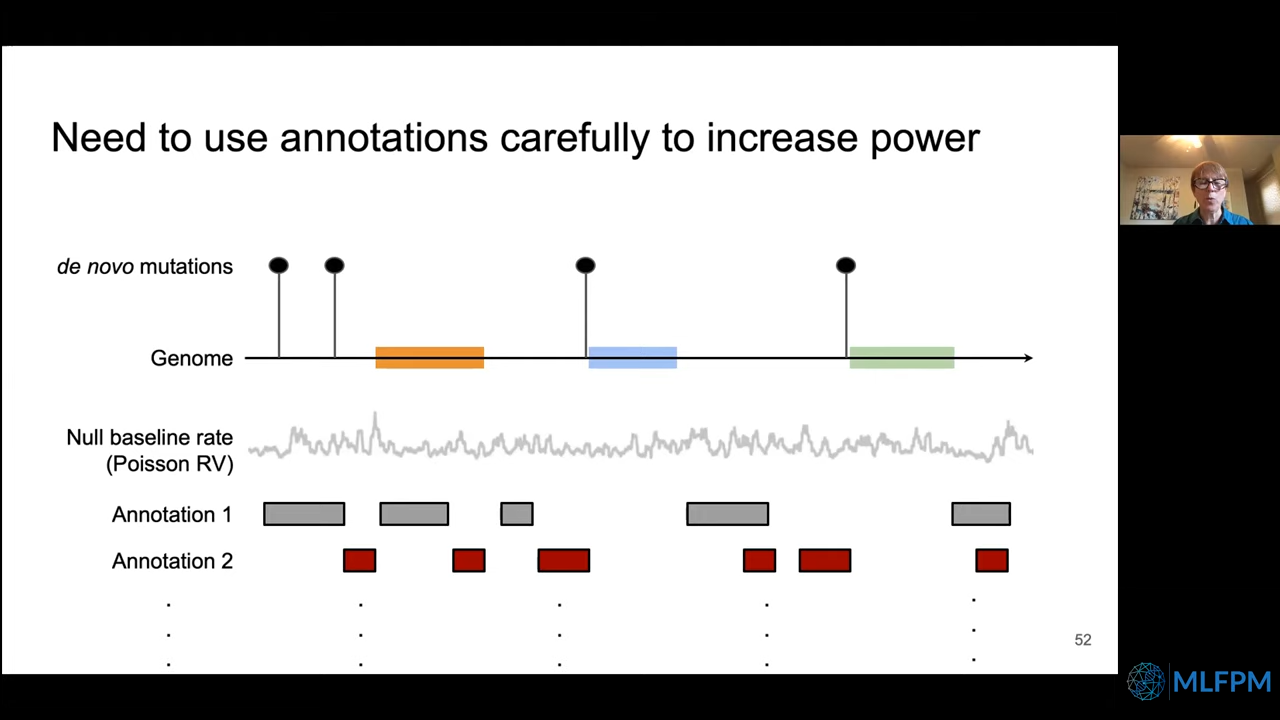 Need to use annotations carefully to increase power
de novo mutations
Genome
Null baseline rate
(Poisson RV)
Annotation 1
Annotation 2
52
MLFPM